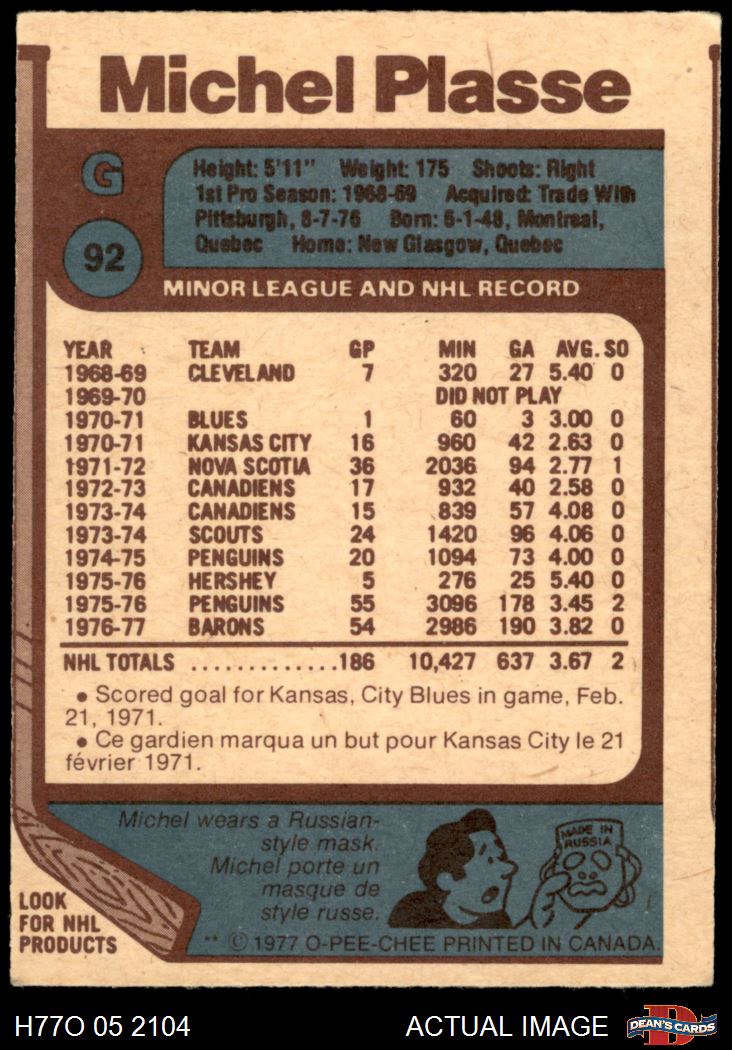 Michel Plasse
G
92
Height: 5'11" Weight: 175 Shoots: Right
1st Pro Season: 1968-69 Acquired: Trade With
Pittsburgh, 8-7-76 Born: 6-1-48, Montreal,
Quebec Home: New Glasgow, Quebec
MINOR LEAGUE AND NHL RECORD
YEAR TEAM GP MIN GA AVG. SO
1968-69 CLEVELAND 7 320 27 5.40 0
1969-70 DID NOT PLAY
1970-71 BLUES 1 60 3 3.00 0
1970-71 KANSAS CITY 16 960 42 2.63 0
1971-72 NOVA SCOTIA 36 2036 94 2.77 1
1972-73 CANADIENS 17 932 40 2.58 0
1973-74 CANADIENS 15 839 57 4.08 0
1973-74 SCOUTS 24 1420 96 4.06 0
1974-75 PENGUINS 20 1094 73 4.00 0
1975-76 HERSHEY 5 276 25 5.40 0
1975-76 PENGUINS 55 3096 178 3.45 2
1976-77 BARONS 54 2986 190 3.82 0
NHL TOTALS .............186 10,427 637 3.67 2
• Scored goal for Kansas, City Blues in game, Feb.
21, 1971.
• Ce gardien marqua un but pour Kansas City le 21
février 1971.
Michel wears a Russian-
style mask.
Michel porte un
masque de
style russe.
MADE IN
RUSSIA
LOOK
FOR NHL
PRODUCTS
** © 1977 O-PEE-CHEE PRINTED IN CANADA.
H77O 05 2104 ACTUAL IMAGE
D
DEAN'S CARDS